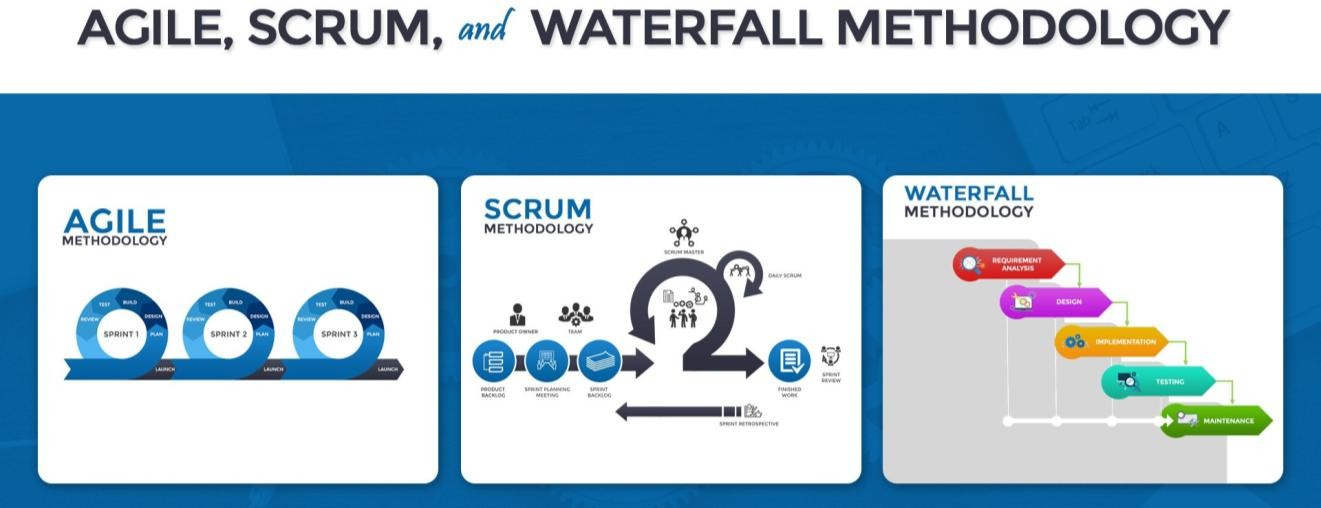 AGILE, SCRUM, and WATERFALL METHODOLOGY
Tab
A
S
AGILE
METHODOLOGY
TEST
BUILD
REVIEW
DESIGN
SPRINT 1
PLAN
LAUNCH
TEST
BUILD
REVIEW
DESIGN
SPRINT 2
PLAN
LAUNCH
TEST
BUILD
REVIEW
DESIGN
SPRINT 3
PLAN
LAUNCH
SCRUM
METHODOLOGY
SCRUM MASTER
DAILY SCRUM
PRODUCT OWNER
TEAM
PRODUCT
BACKLOG
SPRINT PLANNING
MEETING
SPRINT
BACKLOG
FINISHED
WORK
SPRINT
REVIEW
SPRINT RETROSPECTIVE
WATERFALL
METHODOLOGY
REQUIREMENT
ANALYSIS
DESIGN
IMPLEMENTATION
TESTING
MAINTENANCE